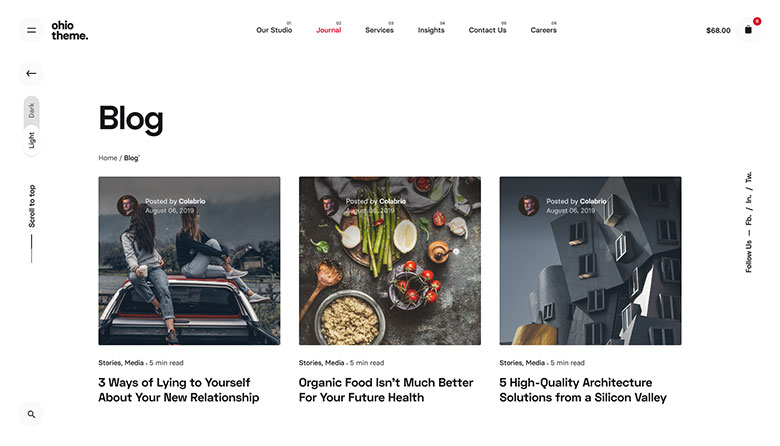 ohio
theme.
01 02 03 04 05 06
Our Studio Journal Services Insights Contact Us Careers
$68.00
Dark
Light
Scroll to top
Follow Us — Fb. / In. / Tw.
Blog
Home / Blog
Posted by Colabrio
August 06, 2019
Posted by Colabrio
August 06, 2019
Posted by Colabrio
August 06, 2019
Stories, Media • 5 min read
3 Ways of Lying to Yourself
About Your New Relationship
Stories, Media • 5 min read
Organic Food Isn't Much Better
For Your Future Health
Stories, Media • 5 min read
5 High-Quality Architecture
Solutions from a Silicon Valley